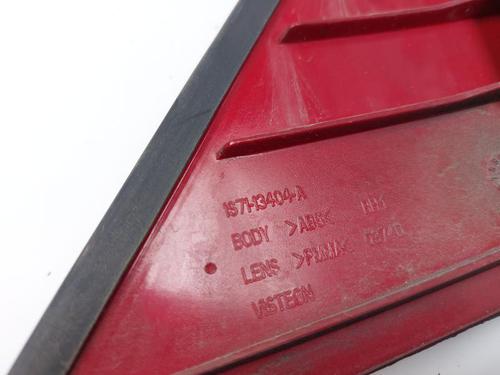 1S71-13404-A
BODY >ABS<
LENS >PMMA<
VISTEON